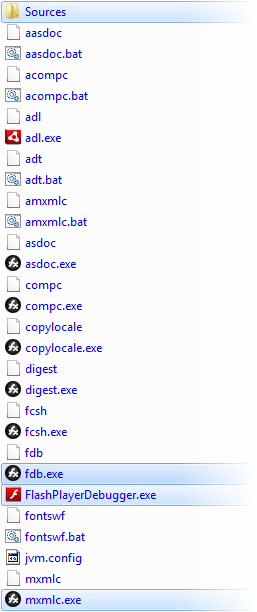 Sources
aasdoc
aasdoc.bat
acompc
acompc.bat
adl
adl.exe
adt
adt.bat
amxmlc
amxmlc.bat
asdoc
asdoc.exe
compc
compc.exe
copylocale
copylocale.exe
digest
digest.exe
fcsh
fcsh.exe
fdb
fdb.exe
FlashPlayerDebugger.exe
fontswf
fontswf.bat
jvm.config
mxmlc
mxmlc.exe